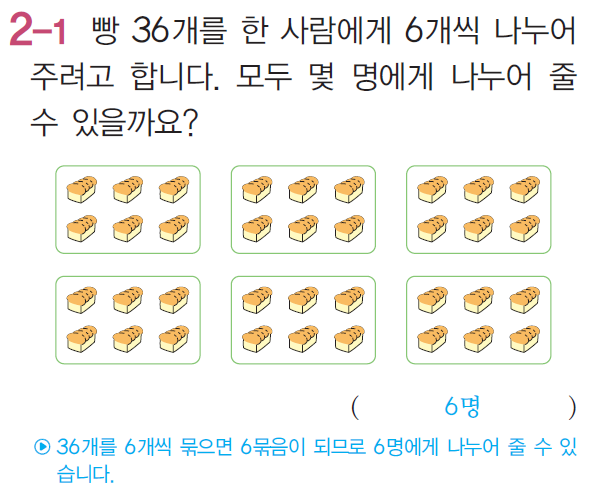 2-1 빵 36개를 한 사람에게 6개씩 나누어
주려고 합니다. 모두 몇 명에게 나누어 줄
수 있을까요?
( 6명 )
36개를 6개씩 묶으면 6묶음이 되므로 6명에게 나누어 줄 수 있
습니다.